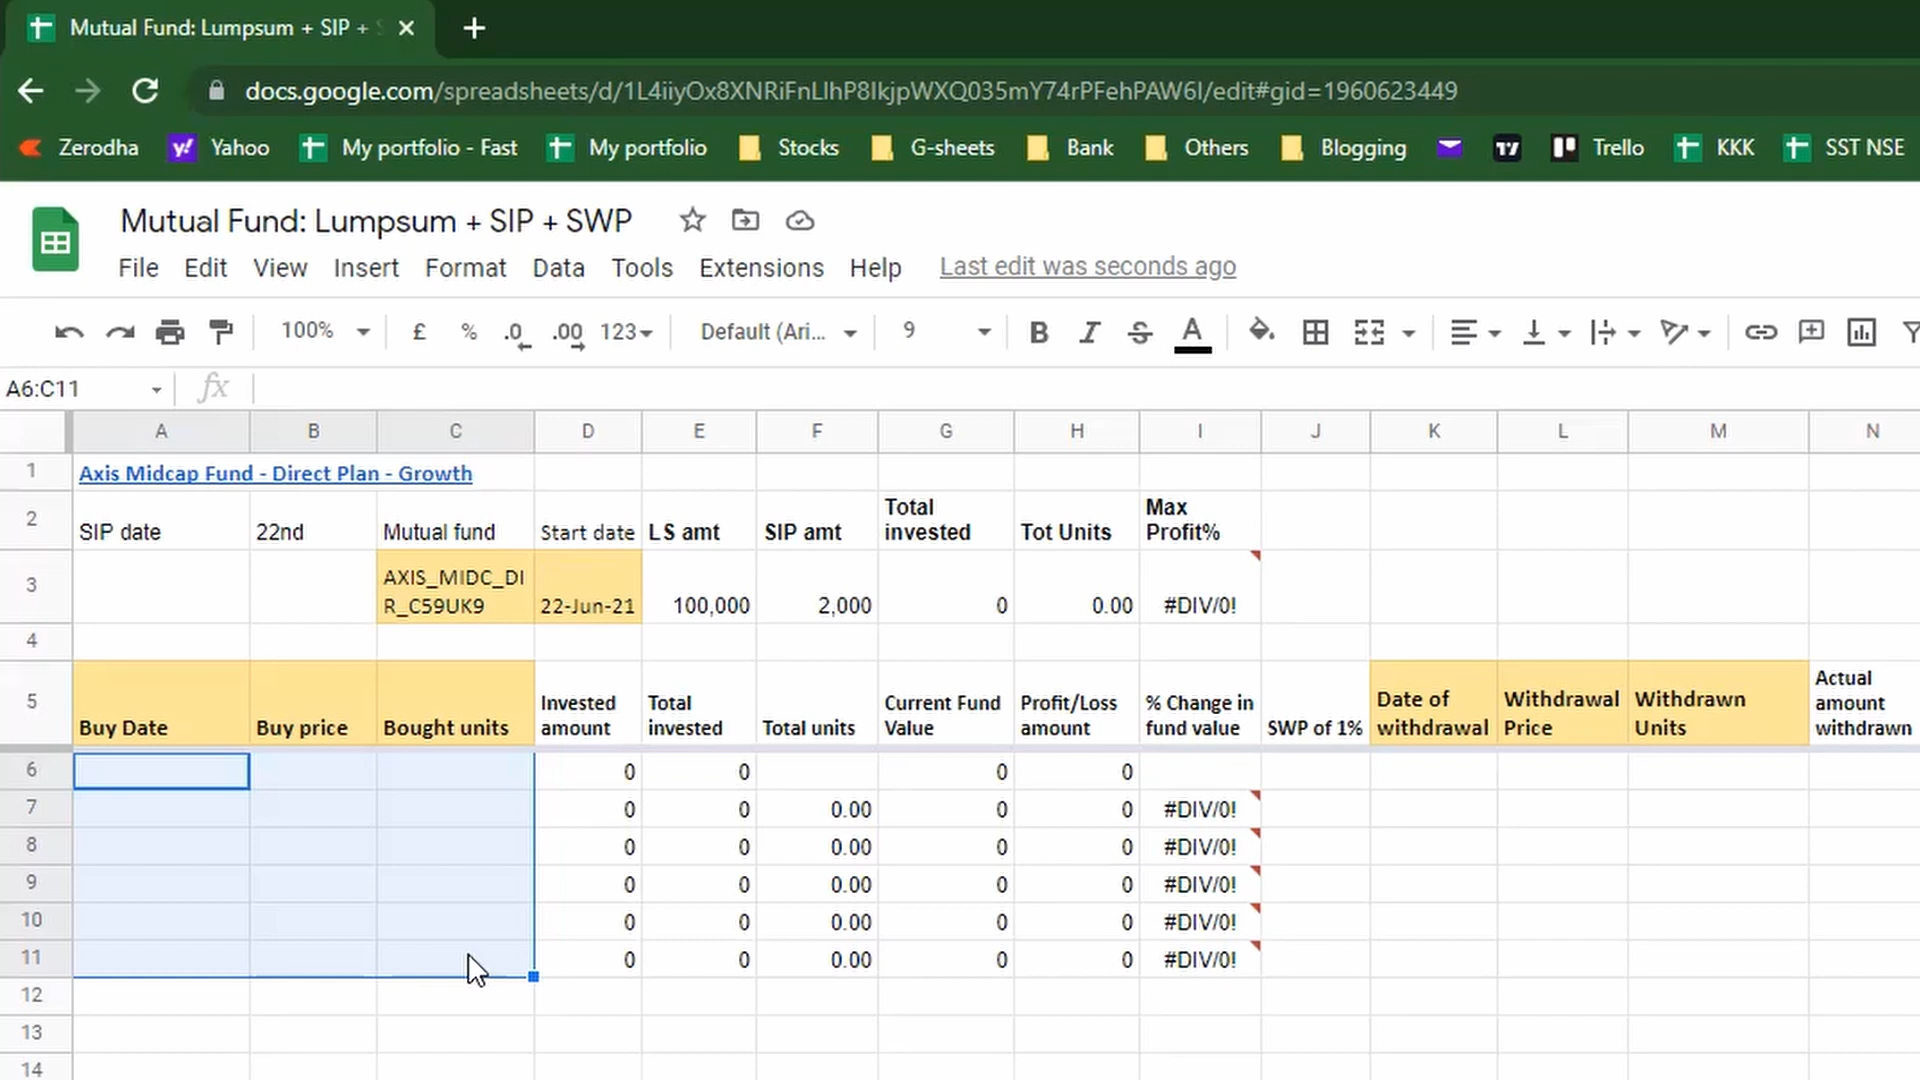 Mutual Fund: Lumpsum + SIP +
docs.google.com/spreadsheets/d/1L4iiyOx8XNRiFnLlhP8IkjpWXQ035mY74rPFehPAW6I/edit#gid=1960623449
Zerodha Yahoo My portfolio - Fast My portfolio Stocks G-sheets Bank Others Blogging Trello KKK SST NSE
Mutual Fund: Lumpsum + SIP + SWP
File Edit View Insert Format Data Tools Extensions Help Last edit was seconds ago
100% £ % .0 .00 123 Default (Ari... 9 B I S A
A6:C11 fx
A B C D E F G H I J K L M N
1 Axis Midcap Fund - Direct Plan - Growth
2 SIP date 22nd Mutual fund Start date LS amt SIP amt Total invested Tot Units Max Profit%
3 AXIS_MIDC_DIR_C59UK9 22-Jun-21 100,000 2,000 0 0.00 #DIV/0!
4
5 Buy Date Buy price Bought units Invested amount Total invested Total units Current Fund Value Profit/Loss amount % Change in fund value SWP of 1% Date of withdrawal Withdrawal Price Withdrawn Units Actual amount withdrawn
6 0 0 0 0
7 0 0 0.00 0 0 #DIV/0!
8 0 0 0.00 0 0 #DIV/0!
9 0 0 0.00 0 0 #DIV/0!
10 0 0 0.00 0 0 #DIV/0!
11 0 0 0.00 0 0 #DIV/0!
12
13
14